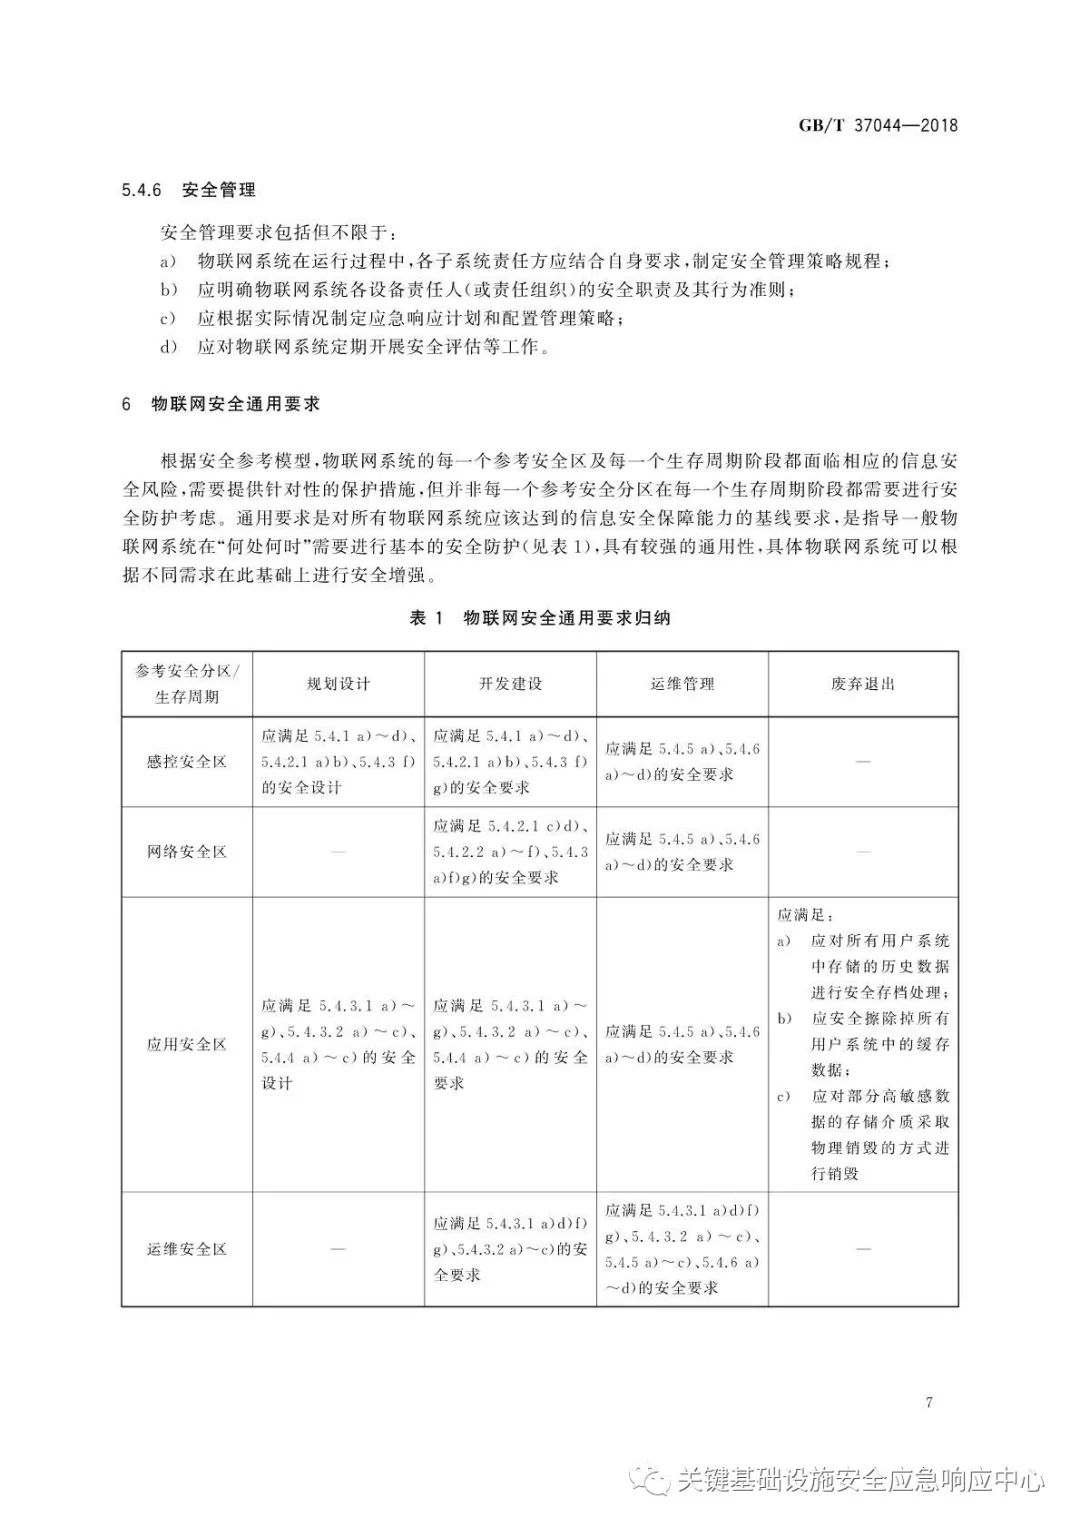 GB/T 37044—2018
5.4.6 安全管理
安全管理要求包括但不限于：
a） 物联网系统在运行过程中，各子系统责任方应结合自身要求，制定安全管理策略规程；
b） 应明确物联网系统各设备责任人（或责任组织）的安全职责及其行为准则；
c） 应根据实际情况制定应急响应计划和配置管理策略；
d） 应对物联网系统定期开展安全评估等工作。
6 物联网安全通用要求
根据安全参考模型，物联网系统的每一个参考安全区及每一个生存周期阶段都面临相应的信息安
全风险，需要提供针对性的保护措施，但并非每一个参考安全分区在每一个生存周期阶段都需要进行安
全防护考虑。通用要求是对所有物联网系统应该达到的信息安全保障能力的基线要求，是指导一般物
联网系统在“何处何时”需要进行基本的安全防护（见表 1），具有较强的通用性，具体物联网系统可以根
据不同需求在此基础上进行安全增强。
表 1 物联网安全通用要求归纳
参考安全分区/
生存周期
规划设计
开发建设
运维管理
废弃退出
感控安全区
应满足 5.4.1 a）～d）、
5.4.2.1 a）b）、5.4.3 f）
的安全设计
应满足 5.4.1 a）～d）、
5.4.2.1 a）b）、5.4.3 f）
g）的安全要求
应满足 5.4.5 a）、5.4.6
a）～d）的安全要求
—
网络安全区
—
应满足 5.4.2.1 c）d）、
5.4.2.2 a）～f）、5.4.3
a）f）g）的安全要求
应满足 5.4.5 a）、5.4.6
a）～d）的安全要求
—
应用安全区
应满足 5.4.3.1 a）～
g）、5.4.3.2 a）～c）、
5.4.4 a）～c）的安全
设计
应满足 5.4.3.1 a）～
g）、5.4.3.2 a）～c）、
5.4.4 a）～c）的安全
要求
应满足 5.4.5 a）、5.4.6
a）～d）的安全要求
应满足：
a） 应对所有用户系统
中存储的历史数据
进行安全存档处理；
b） 应安全擦除掉所有
用户系统中的缓存
数据；
c） 应对部分高敏感数
据的存储介质采取
物理销毁的方式进
行销毁
运维安全区
—
应满足 5.4.3.1 a）d）f）
g）、5.4.3.2 a）～c）的安
全要求
应满足 5.4.3.1 a）d）f）
g）、5.4.3.2 a）～c）、
5.4.5 a）～c）、5.4.6 a）
～d）的安全要求
—
7
关键基础设施安全应急响应中心